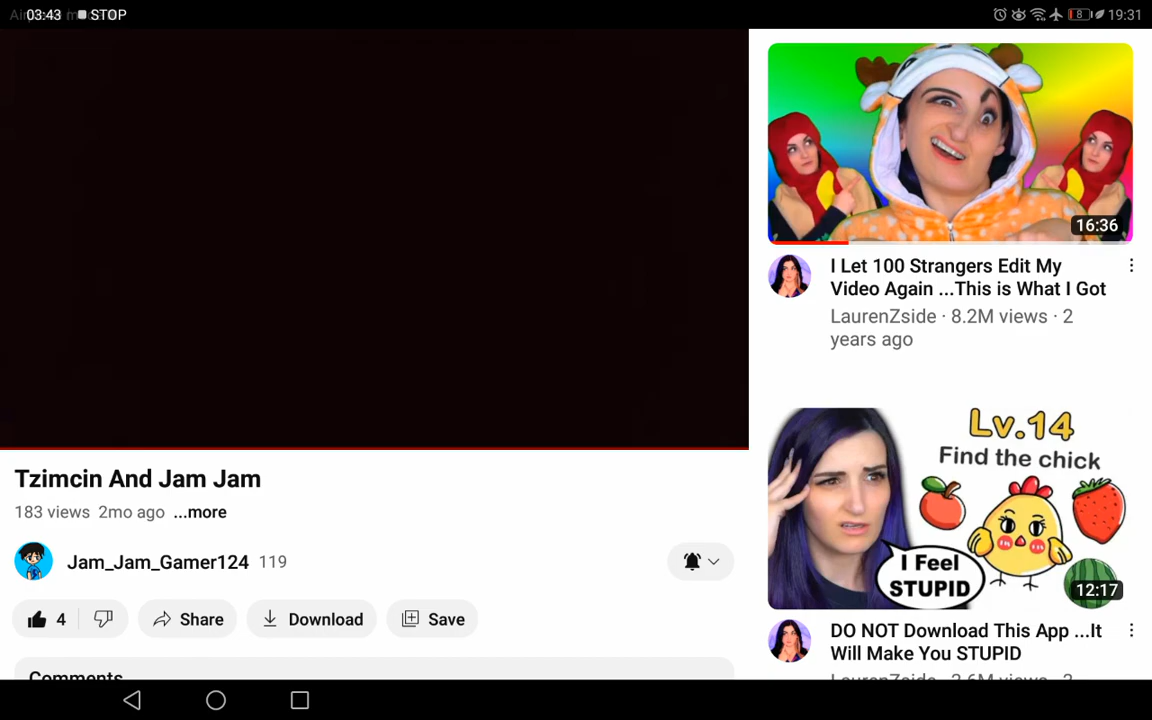 03:43 STOP
8 19:31
16:36
I Let 100 Strangers Edit My
Video Again ...This is What I Got
LaurenZside · 8.2M views · 2
years ago
Tzimcin And Jam Jam
183 views 2mo ago ...more
Jam_Jam_Gamer124 119
4 Share Download Save
Comments
Lv.14
Find the chick
I Feel
STUPID
12:17
DO NOT Download This App ...It
Will Make You STUPID